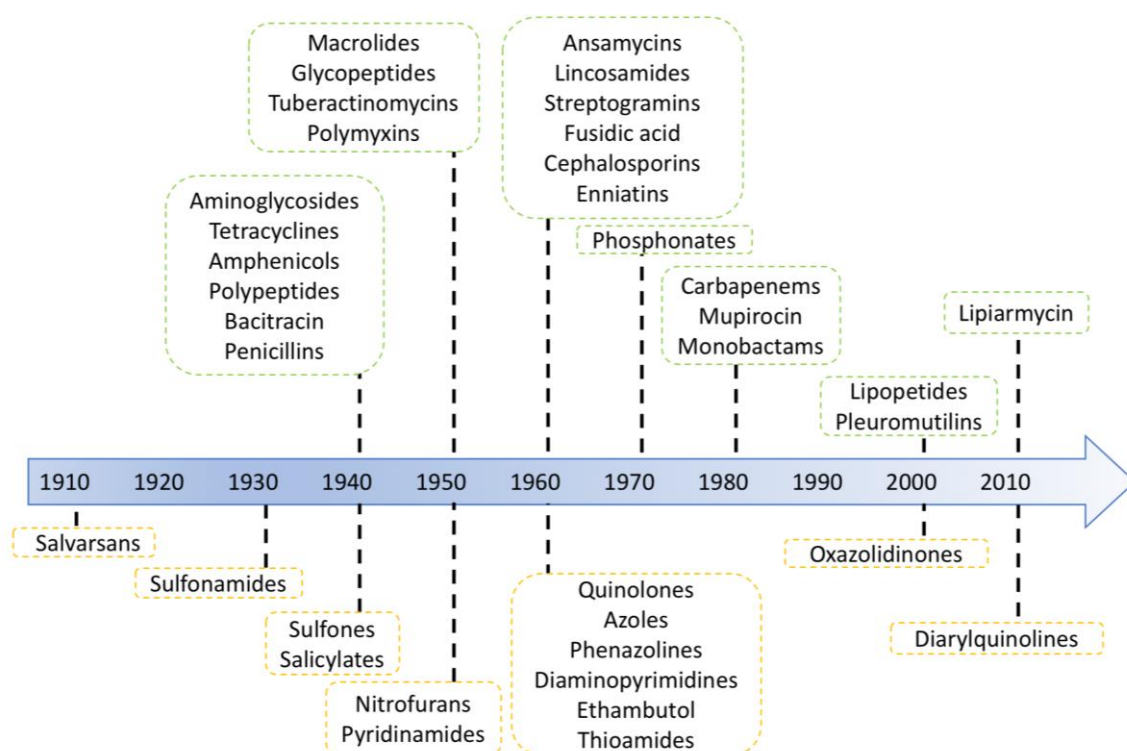 Macrolides
Glycopeptides
Tuberactinomycins
Polymyxins
Ansamycins
Lincosamides
Streptogramins
Fusidic acid
Cephalosporins
Enniatins
Aminoglycosides
Tetracyclines
Amphenicols
Polypeptides
Bacitracin
Penicillins
Phosphonates
Carbapenems
Mupirocin
Monobactams
Lipiarmycin
Lipopetides
Pleuromutilins
1910 1920 1930 1940 1950 1960 1970 1980 1990 2000 2010
Salvarsans
Sulfonamides
Sulfones
Salicylates
Nitrofurans
Pyridinamides
Quinolones
Azoles
Phenazolines
Diaminopyrimidines
Ethambutol
Thioamides
Oxazolidinones
Diarylquinolines